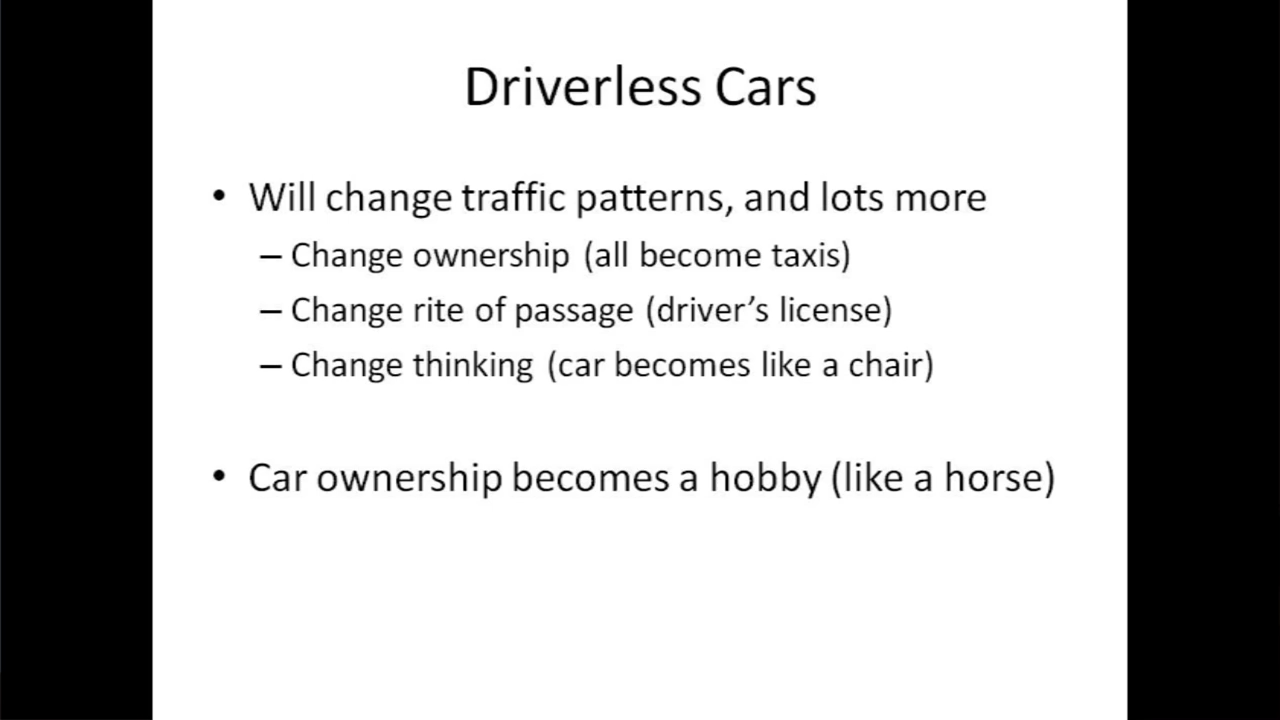 Driverless Cars
• Will change traffic patterns, and lots more
– Change ownership (all become taxis)
– Change rite of passage (driver’s license)
– Change thinking (car becomes like a chair)
• Car ownership becomes a hobby (like a horse)